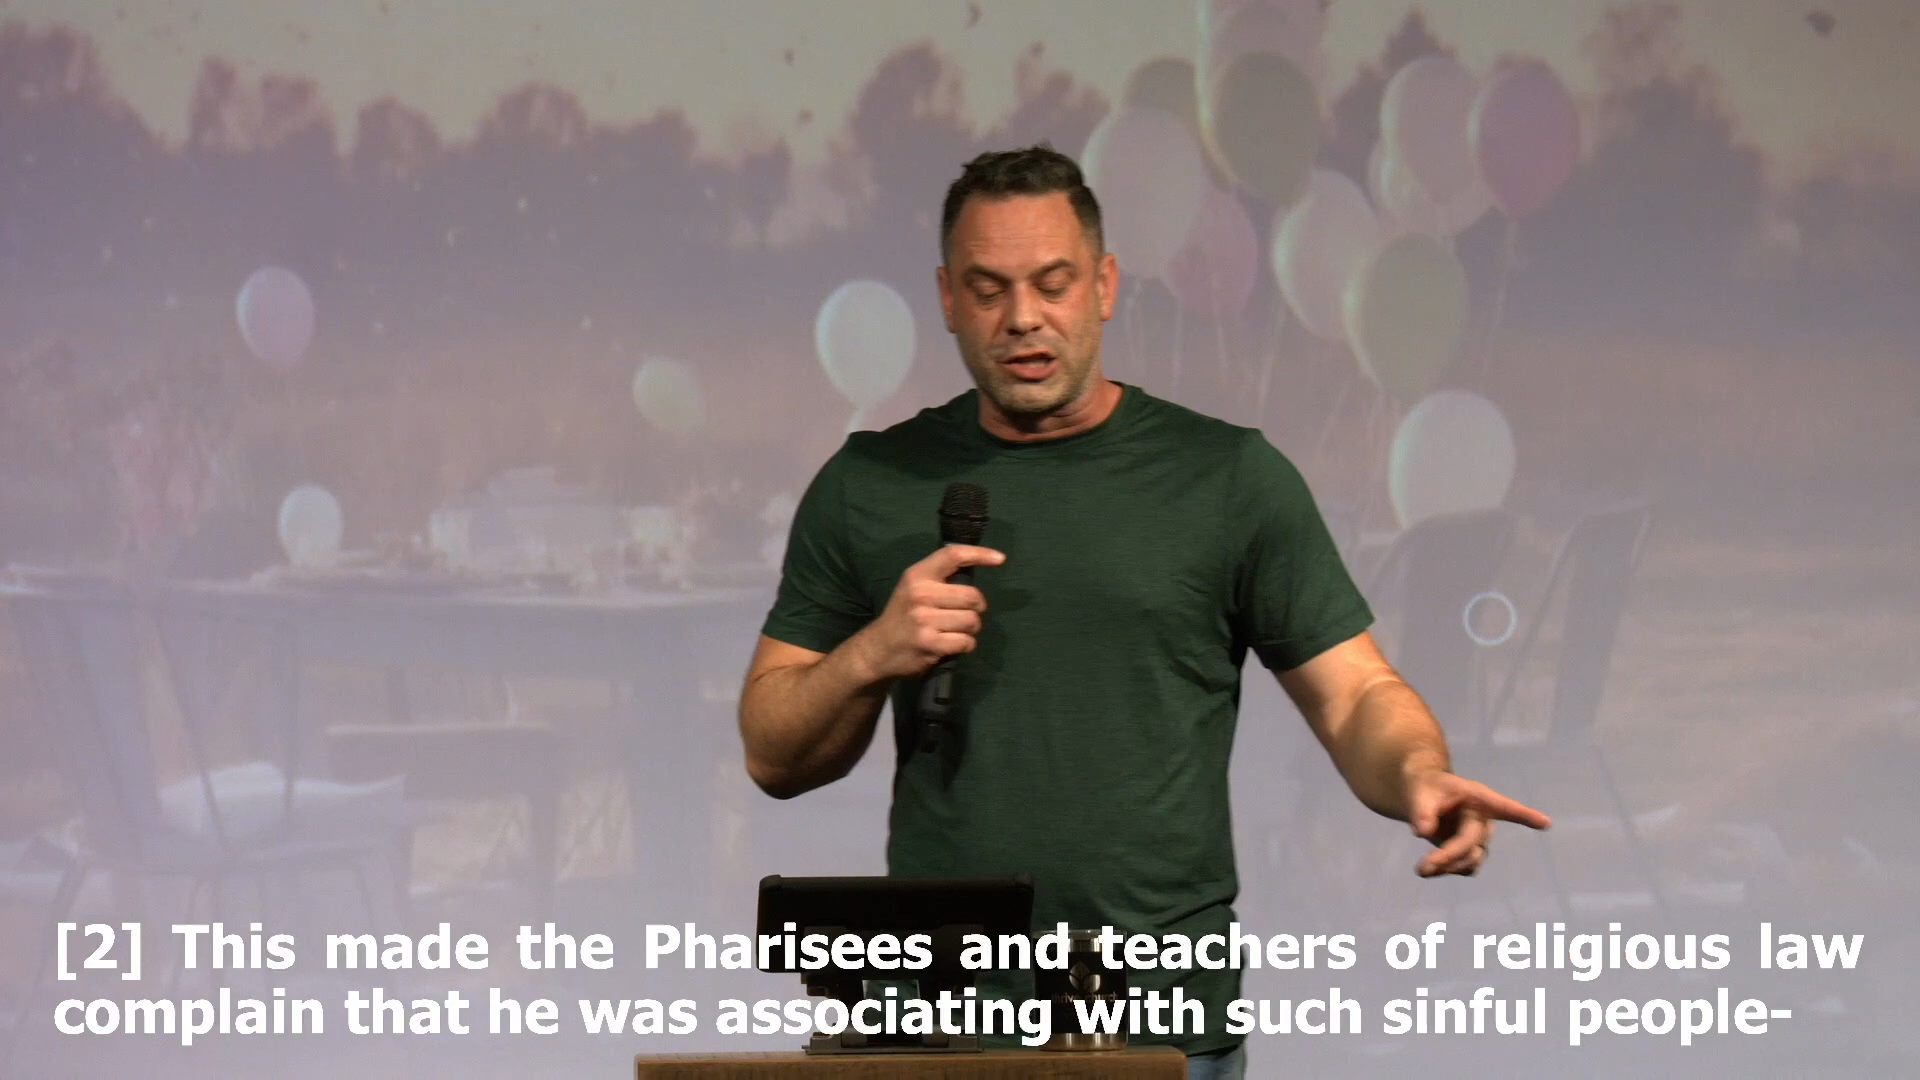 [2] This made the Pharisees and teachers of religious law
complain that he was associating with such sinful people-